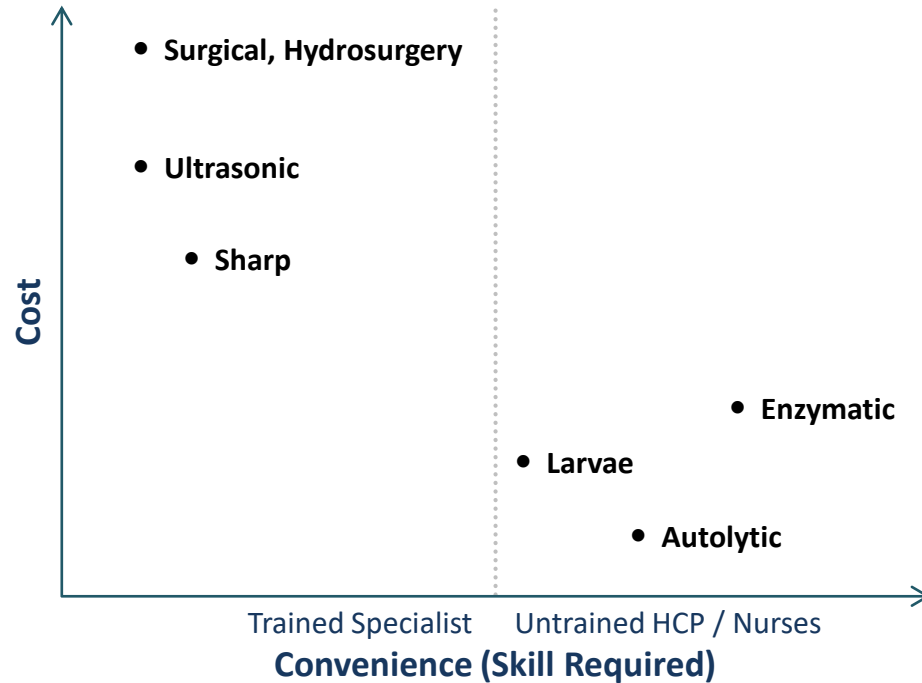 Surgical, Hydrosurgery
Ultrasonic
Sharp
Cost
Enzymatic
Larvae
Autolytic
Trained Specialist
Untrained HCP / Nurses
Convenience (Skill Required)